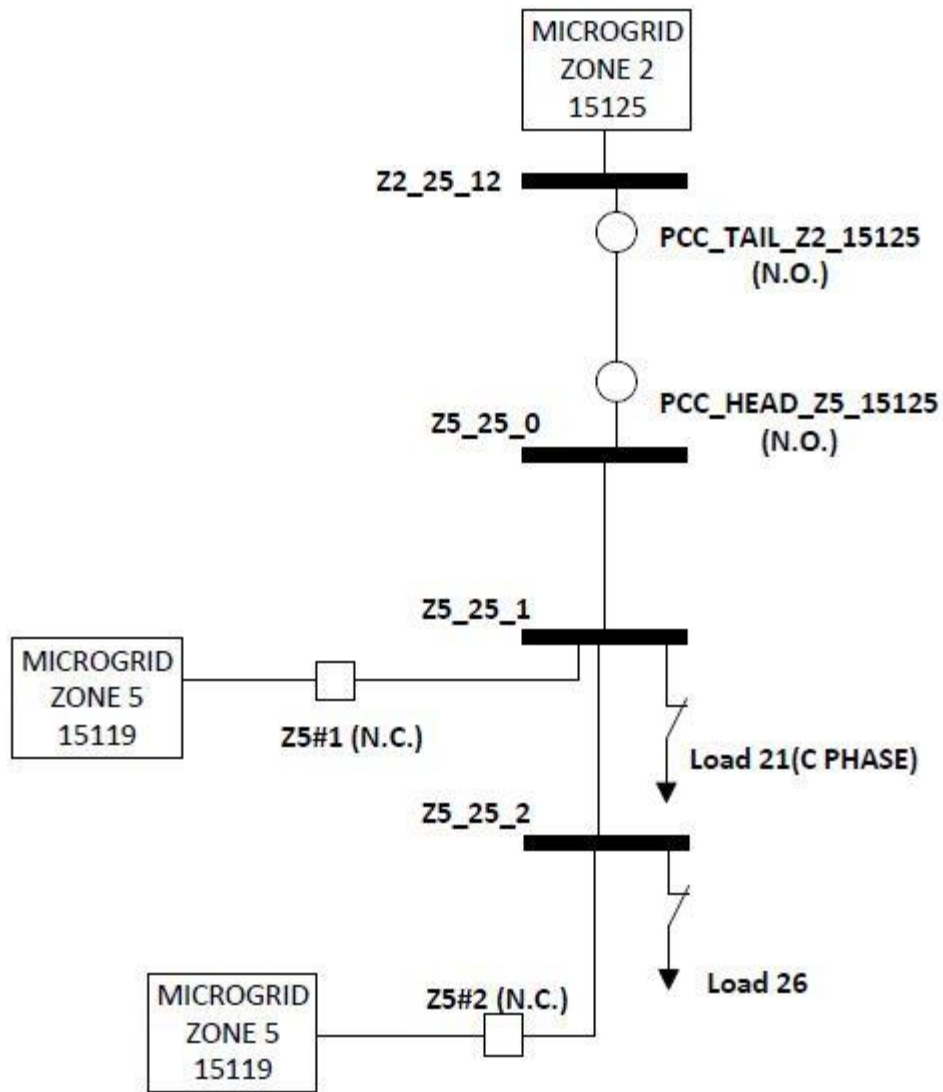 MICROGRID
ZONE 2
15125
Z2_25_12
PCC_TAIL_Z2_15125
(N.O.)
PCC_HEAD_Z5_15125
(N.O.)
Z5_25_0
Z5_25_1
MICROGRID
ZONE 5
15119
Z5#1 (N.C.)
Load 21(C PHASE)
Z5_25_2
Load 26
MICROGRID
ZONE 5
15119
Z5#2 (N.C.)